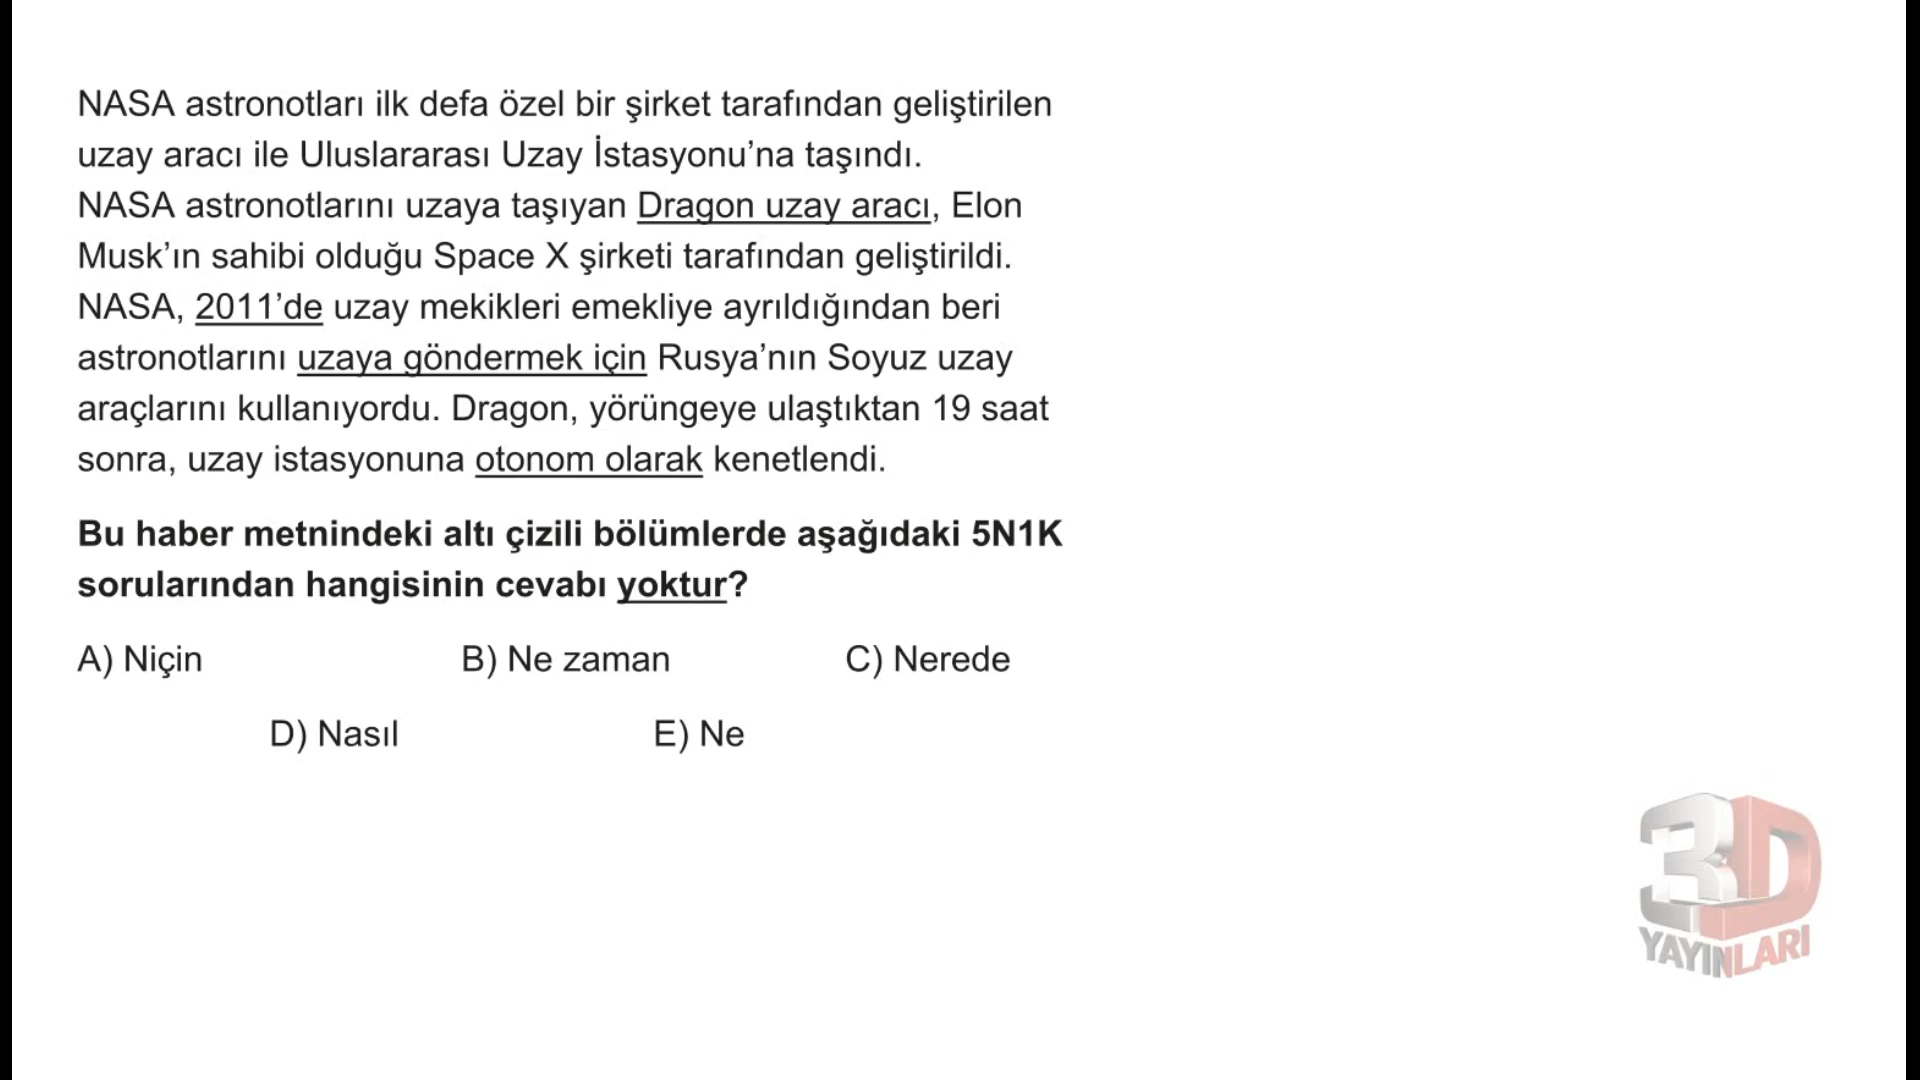 NASA astronotları ilk defa özel bir şirket tarafından geliştirilen
uzay aracı ile Uluslararası Uzay İstasyonu’na taşındı.
NASA astronotlarını uzaya taşıyan Dragon uzay aracı, Elon
Musk’ın sahibi olduğu Space X şirketi tarafından geliştirildi.
NASA, 2011’de uzay mekikleri emekliye ayrıldığından beri
astronotlarını uzaya göndermek için Rusya’nın Soyuz uzay
araçlarını kullanıyordu. Dragon, yörüngeye ulaştıktan 19 saat
sonra, uzay istasyonuna otonom olarak kenetlendi.
Bu haber metnindeki altı çizili bölümlerde aşağıdaki 5N1K
sorularından hangisinin cevabı yoktur?
A) Niçin B) Ne zaman C) Nerede
D) Nasıl E) Ne
3D
YAYINLARI